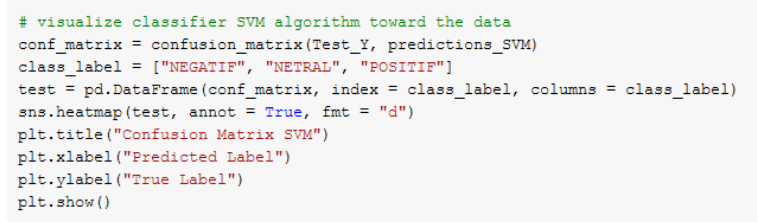 # visualize classifier SVM algorithm toward the data
conf_matrix = confusion_matrix(Test_Y, predictions_SVM)
class_label = ["NEGATIF", "NETRAL", "POSITIF"]
test = pd.DataFrame(conf_matrix, index = class_label, columns = class_label)
sns.heatmap(test, annot = True, fmt = "d")
plt.title("Confusion Matrix SVM")
plt.xlabel("Predicted Label")
plt.ylabel("True Label")
plt.show()